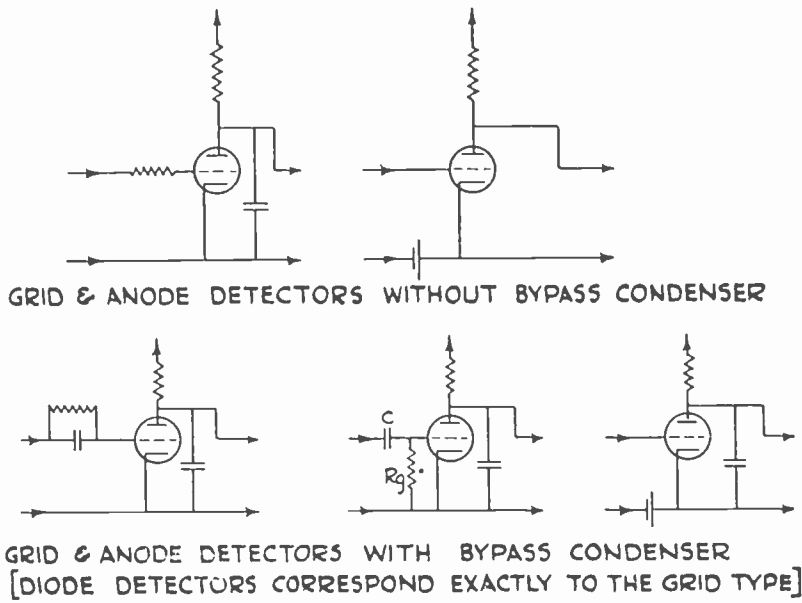 GRID & ANODE DETECTORS WITHOUT BYPASS CONDENSER
C
Rg
GRID & ANODE DETECTORS WITH BYPASS CONDENSER
[DIODE DETECTORS CORRESPOND EXACTLY TO THE GRID TYPE]